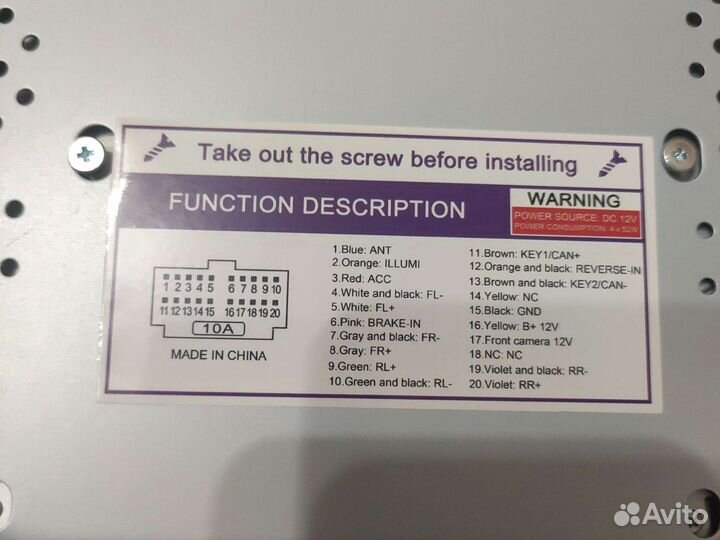 Take out the screw before installing
FUNCTION DESCRIPTION
WARNING
POWER SOURCE: DC 12V
POWER CONSUMPTION: 4 x 52W
1 2 3 4 5 6 7 8 9 10
11 12 13 14 15 16 17 18 19 20
10A
MADE IN CHINA
1.Blue: ANT
2.Orange: ILLUMI
3.Red: ACC
4.White and black: FL-
5.White: FL+
6.Pink: BRAKE-IN
7.Gray and black: FR-
8.Gray: FR+
9.Green: RL+
10.Green and black: RL-
11.Brown: KEY1/CAN+
12.Orange and black: REVERSE-IN
13.Brown and black: KEY2/CAN-
14.Yellow: NC
15.Black: GND
16.Yellow: B+ 12V
17.Front camera 12V
18.NC: NC
19.Violet and black: RR-
20.Violet: RR+
Avito